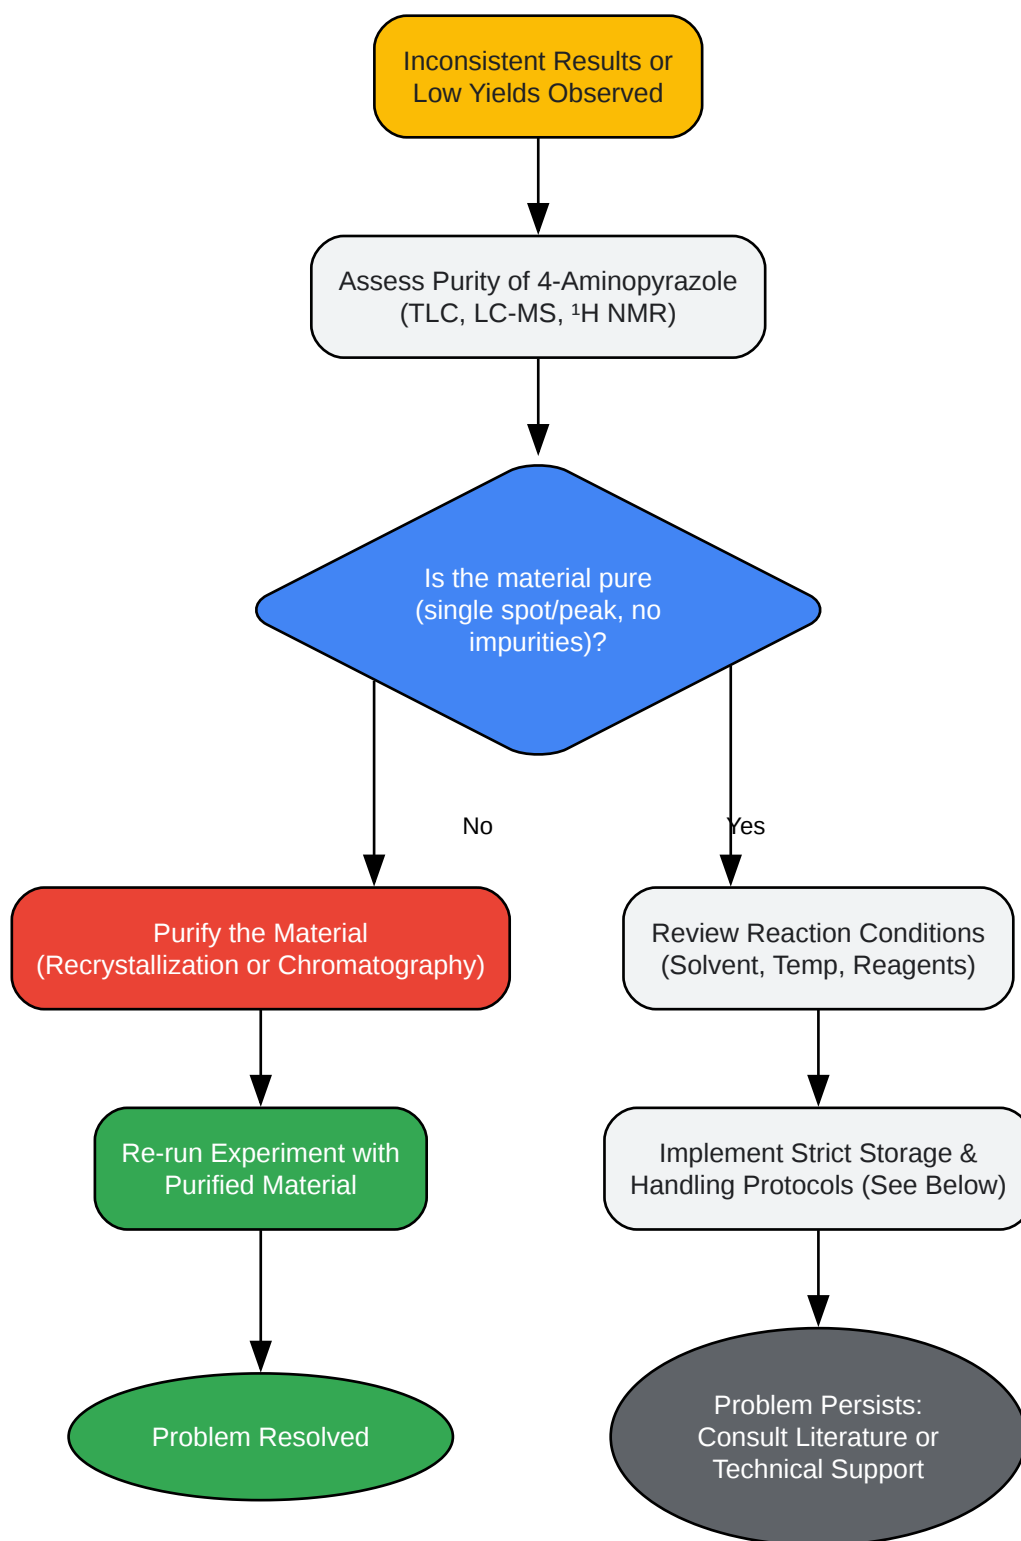 Inconsistent Results or
Low Yields Observed
Assess Purity of 4-Aminopyrazole
(TLC, LC-MS, ¹H NMR)
Is the material pure
(single spot/peak, no
impurities)?
No
Yes
Purify the Material
(Recrystallization or Chromatography)
Review Reaction Conditions
(Solvent, Temp, Reagents)
Re-run Experiment with
Purified Material
Implement Strict Storage &
Handling Protocols (See Below)
Problem Resolved
Problem Persists:
Consult Literature or
Technical Support